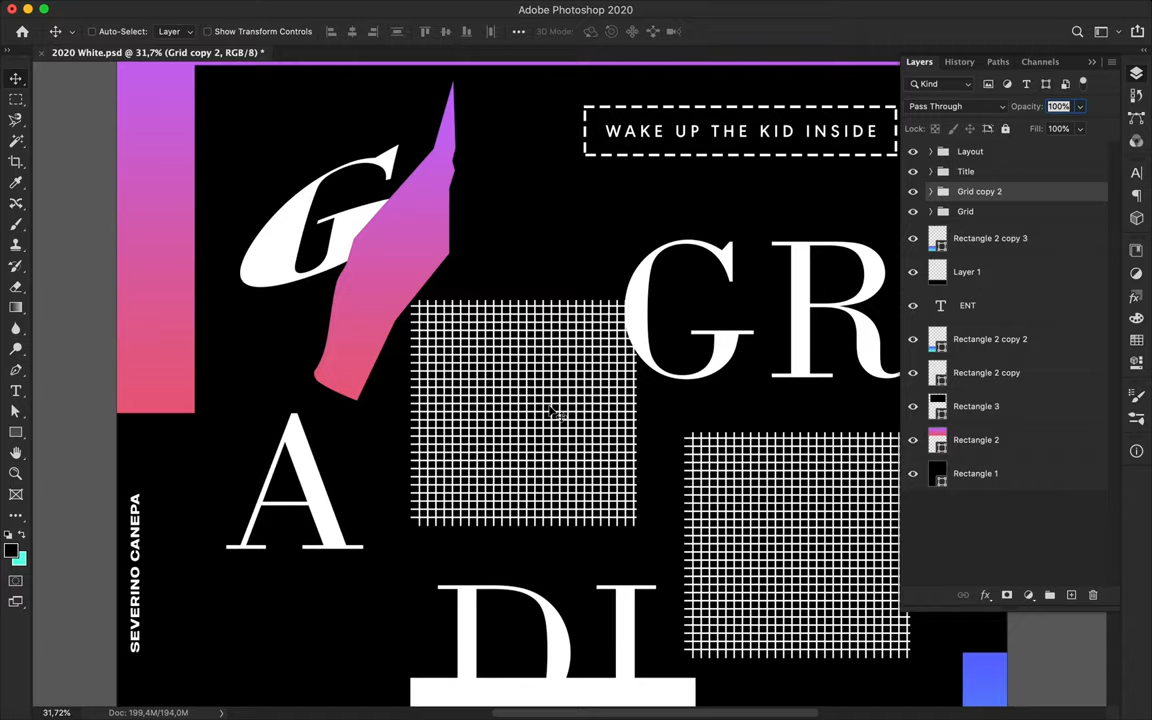 Adobe Photoshop 2020
Auto-Select:
Layer
Show Transform Controls
3D Mode:
2020 White.psd @ 31,7% (Grid copy 2, RGB/8) *
Layers
History
Paths
Channels
Kind
Pass Through
Opacity:
100%
Lock:
Fill:
100%
Layout
Title
Grid copy 2
Grid
Rectangle 2 copy 3
Layer 1
T
ENT
Rectangle 2 copy 2
Rectangle 2 copy
Rectangle 3
Rectangle 2
Rectangle 1
WAKE UP THE KID INSIDE
G
GR
A
DI
SEVERINO CANEPA
31,72%
Doc: 199,4M/194,0M